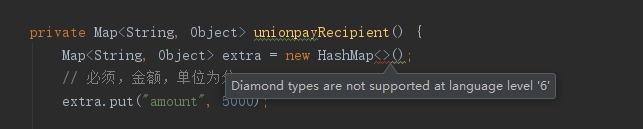 private Map<String, Object> unionpayRecipient() {
Map<String, Object> extra = new HashMap<>();
// 必须，金额，单位为分
Diamond types are not supported at language level '6'
extra.put("amount", 5000);